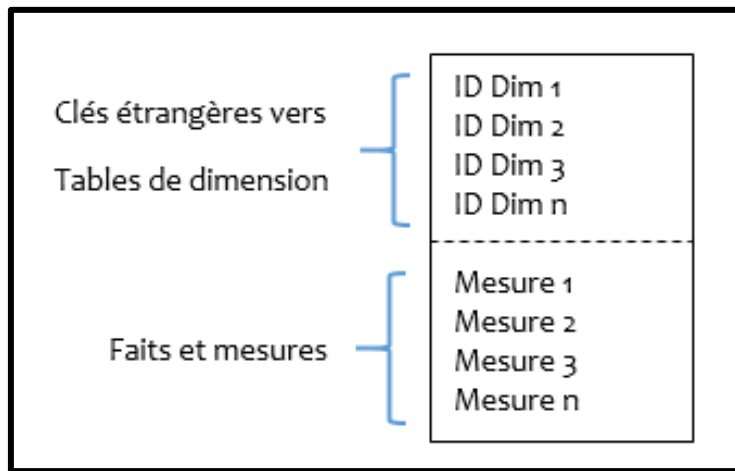 Clés étrangères vers
Tables de dimension
ID Dim 1
ID Dim 2
ID Dim 3
ID Dim n
Faits et mesures
Mesure 1
Mesure 2
Mesure 3
Mesure n